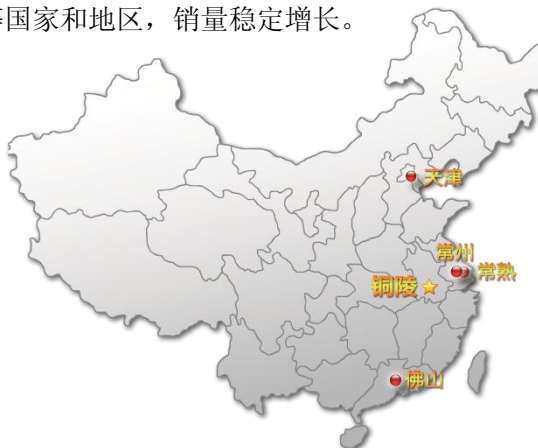 国家和地区，销量稳定增长。
天津
常州
常熟
铜陵
佛山